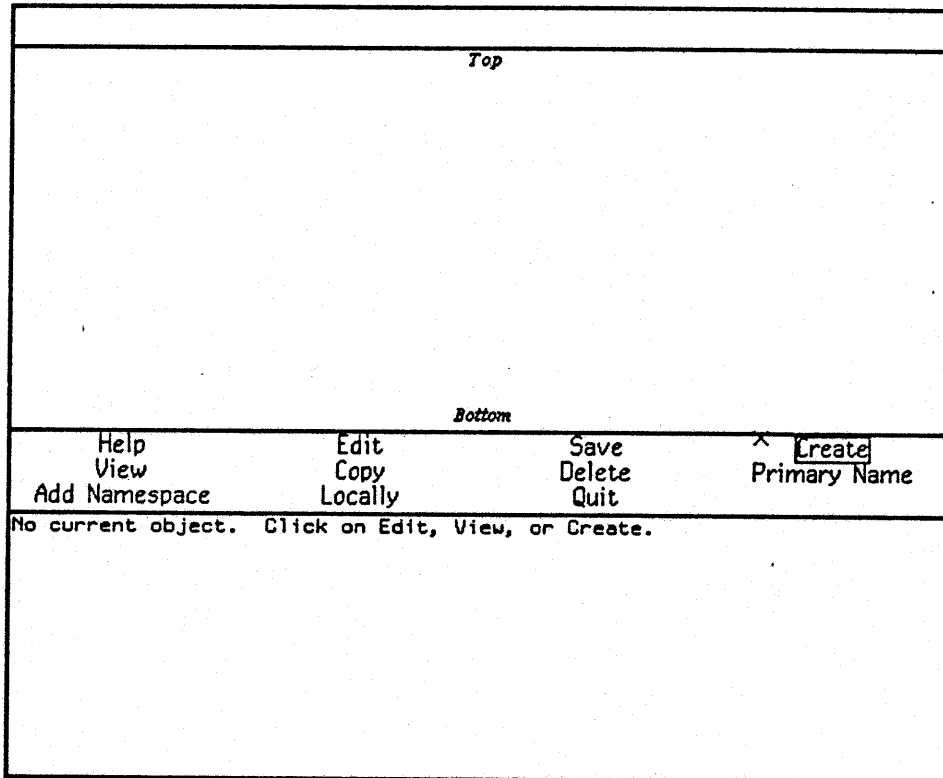 Top
Bottom
Help Edit Save Create
View Copy Delete Primary Name
Add Namespace Locally Quit
No current object. Click on Edit, View, or Create.